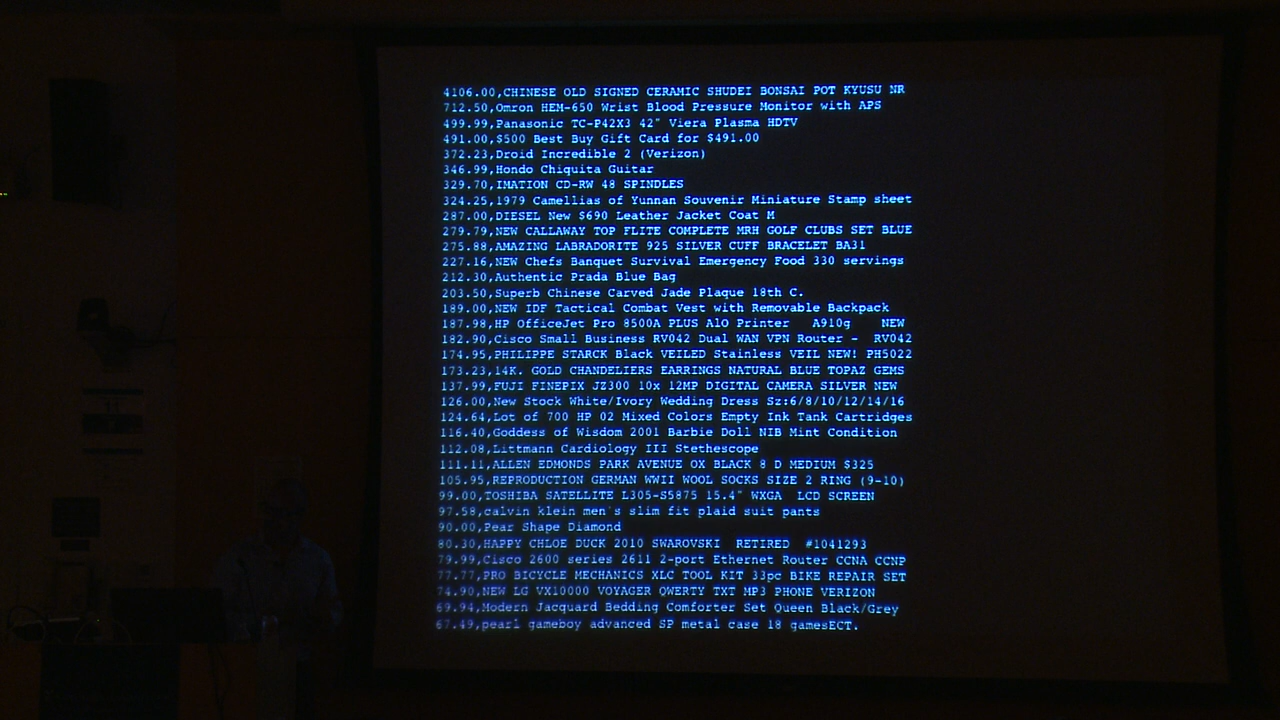 4106.00,CHINESE OLD SIGNED CERAMIC SHUDEI BONSAI POT KYUSU NR
712.50,Omron HEM-650 Wrist Blood Pressure Monitor with APS
499.99,Panasonic TC-P42X3 42" Viera Plasma HDTV
491.00,$500 Best Buy Gift Card for $491.00
372.23,Droid Incredible 2 (Verizon)
346.99,Hondo Chiquita Guitar
329.70,IMATION CD-RW 48 SPINDLES
324.25,1979 Camellias of Yunnan Souvenir Miniature Stamp sheet
287.00,DIESEL New $690 Leather Jacket Coat M
279.79,NEW CALLAWAY TOP FLITE COMPLETE MRH GOLF CLUBS SET BLUE
275.88,AMAZING LABRADORITE 925 SILVER CUFF BRACELET BA31
227.16,NEW Chefs Banquet Survival Emergency Food 330 servings
212.30,Authentic Prada Blue Bag
203.50,Superb Chinese Carved Jade Plaque 18th C.
189.00,NEW IDF Tactical Combat Vest with Removable Backpack
187.98,HP OfficeJet Pro 8500A PLUS AlO Printer   A910g    NEW
182.90,Cisco Small Business RV042 Dual WAN VPN Router -  RV042
174.95,PHILIPPE STARCK Black VEILED Stainless VEIL NEW! PH5022
173.23,14K. GOLD CHANDELIERS EARRINGS NATURAL BLUE TOPAZ GEMS
137.99,FUJI FINEPIX JZ300 10x 12MP DIGITAL CAMERA SILVER NEW
126.00,New Stock White/Ivory Wedding Dress Sz:6/8/10/12/14/16
124.64,Lot of 700 HP 02 Mixed Colors Empty Ink Tank Cartridges
116.40,Goddess of Wisdom 2001 Barbie Doll NIB Mint Condition
112.08,Littmann Cardiology III Stethescope
111.11,ALLEN EDMONDS PARK AVENUE OX BLACK 8 D MEDIUM $325
105.95,REPRODUCTION GERMAN WWII WOOL SOCKS SIZE 2 RING (9-10)
99.00,TOSHIBA SATELLITE L305-S5875 15.4" WXGA  LCD SCREEN
97.58,calvin klein men's slim fit plaid suit pants
90.00,Pear Shape Diamond
80.30,HAPPY CHLOE DUCK 2010 SWAROVSKI  RETIRED  #1041293
79.99,Cisco 2600 series 2611 2-port Ethernet Router CCNA CCNP
77.77,PRO BICYCLE MECHANICS XLC TOOL KIT 33pc BIKE REPAIR SET
74.90,NEW LG VX10000 VOYAGER QWERTY TXT MP3 PHONE VERIZON
69.94,Modern Jacquard Bedding Comforter Set Queen Black/Grey
67.49,pearl gameboy advanced SP metal case 18 gamesECT.